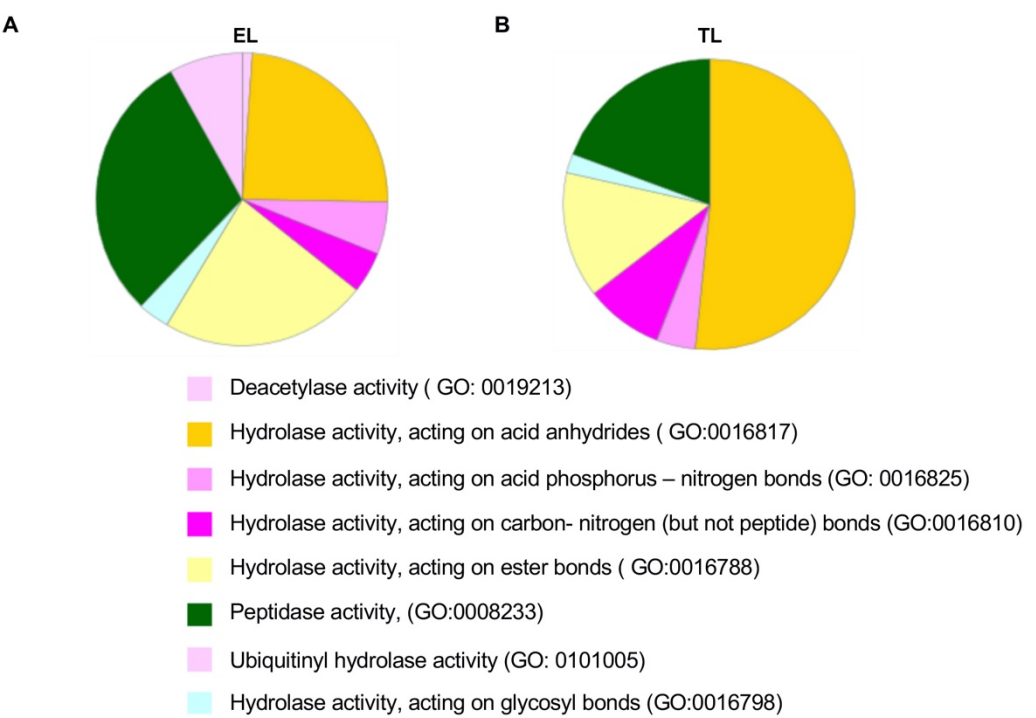 A
B
EL
TL
Deacetylase activity ( GO: 0019213)
Hydrolase activity, acting on acid anhydrides ( GO:0016817)
Hydrolase activity, acting on acid phosphorus – nitrogen bonds (GO: 0016825)
Hydrolase activity, acting on carbon- nitrogen (but not peptide) bonds (GO:0016810)
Hydrolase activity, acting on ester bonds ( GO:0016788)
Peptidase activity, (GO:0008233)
Ubiquitinyl hydrolase activity (GO: 0101005)
Hydrolase activity, acting on glycosyl bonds (GO:0016798)